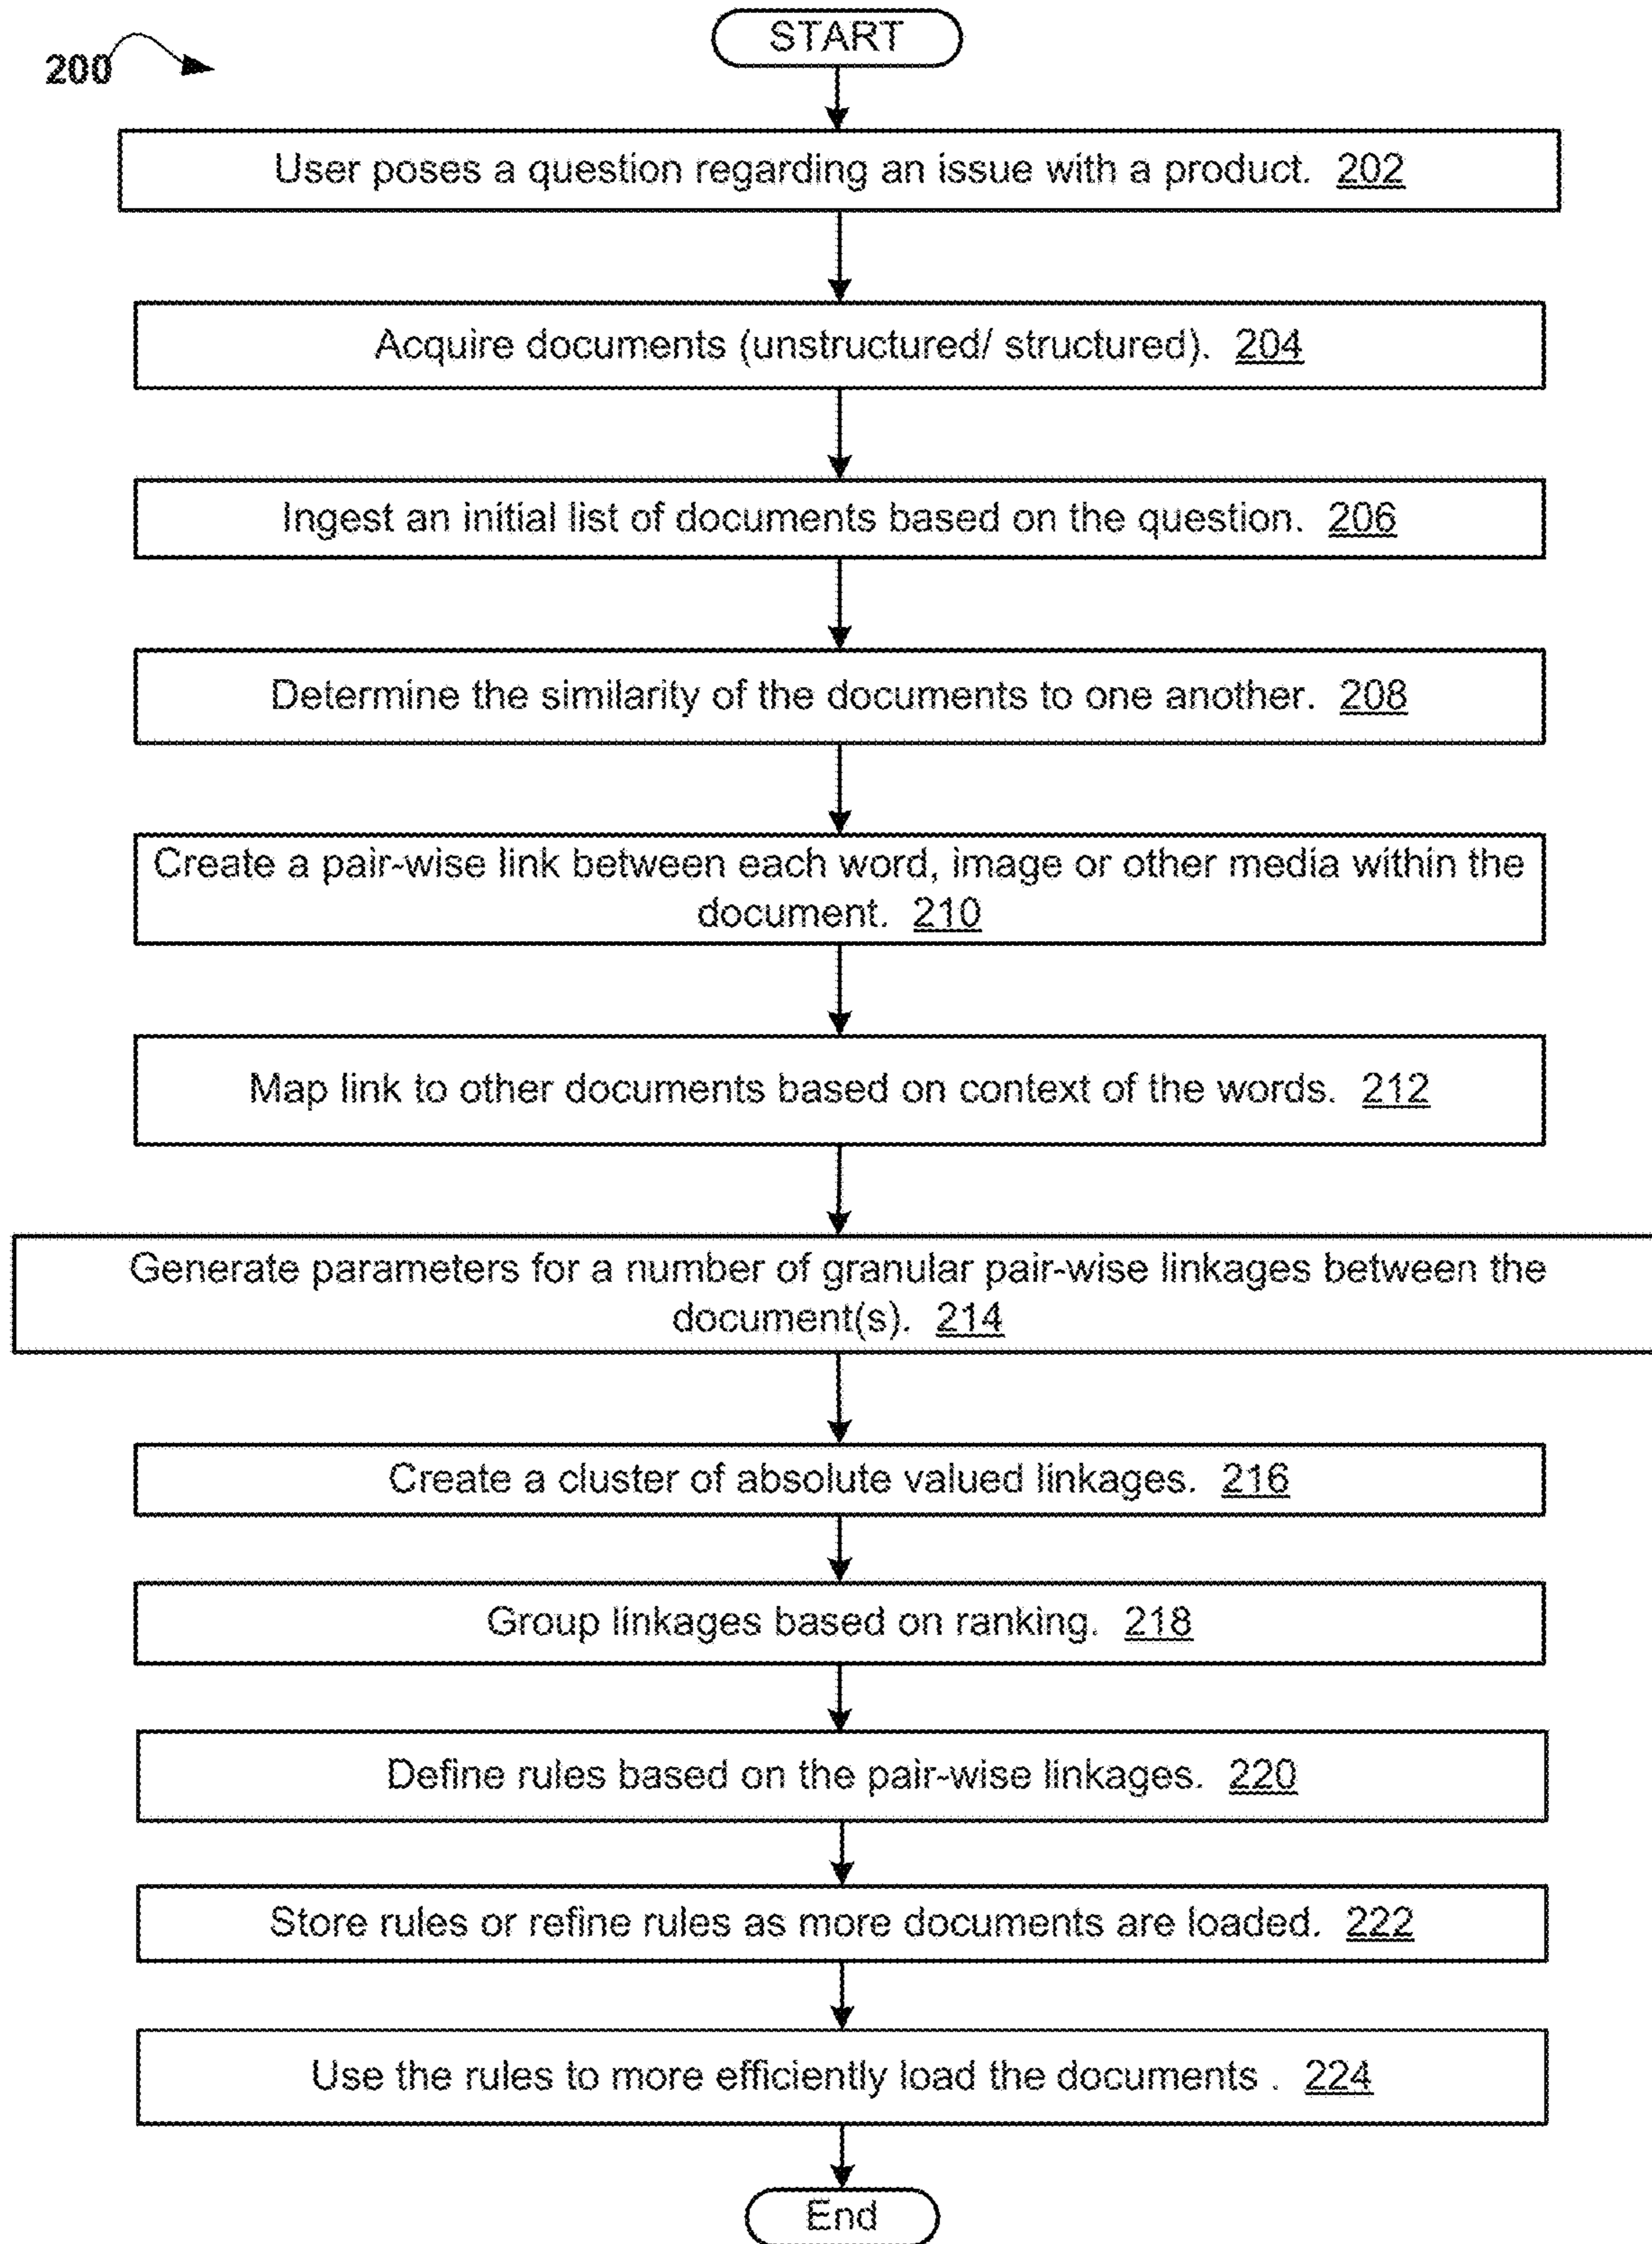 START
200
User poses a question regarding an issue with a product. 202
Acquire documents (unstructured/ structured). 204
Ingest an initial list of documents based on the question. 206
Determine the similarity of the documents to one another. 208
Create a pair-wise link between each word, image or other media within the
document. 210
Map link to other documents based on context of the words. 212
Generate parameters for a number of granular pair-wise linkages between the
document(s). 214
Create a cluster of absolute valued linkages. 216
Group linkages based on ranking. 218
Define rules based on the pair-wise linkages. 220
Store rules or refine rules as more documents are loaded. 222
Use the rules to more efficiently load the documents . 224
End